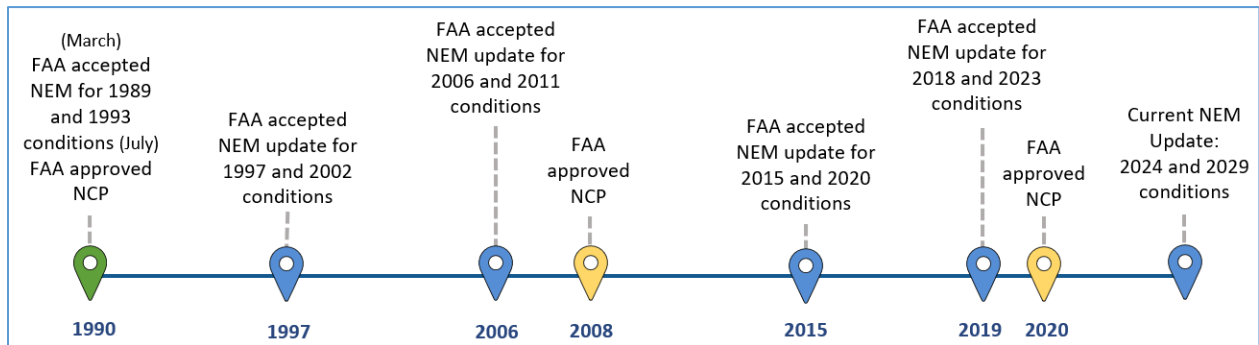 (March)
FAA accepted
NEM for 1989
and 1993
conditions (July)
FAA approved
NCP
1990
FAA accepted
NEM update for
1997 and 2002
conditions
1997
FAA accepted
NEM update for
2006 and 2011
conditions
2006
FAA
approved
NCP
2008
FAA accepted
NEM update for
2015 and 2020
conditions
2015
FAA accepted
NEM update for
2018 and 2023
conditions
2019
FAA
approved
NCP
2020
Current NEM
Update:
2024 and 2029
conditions